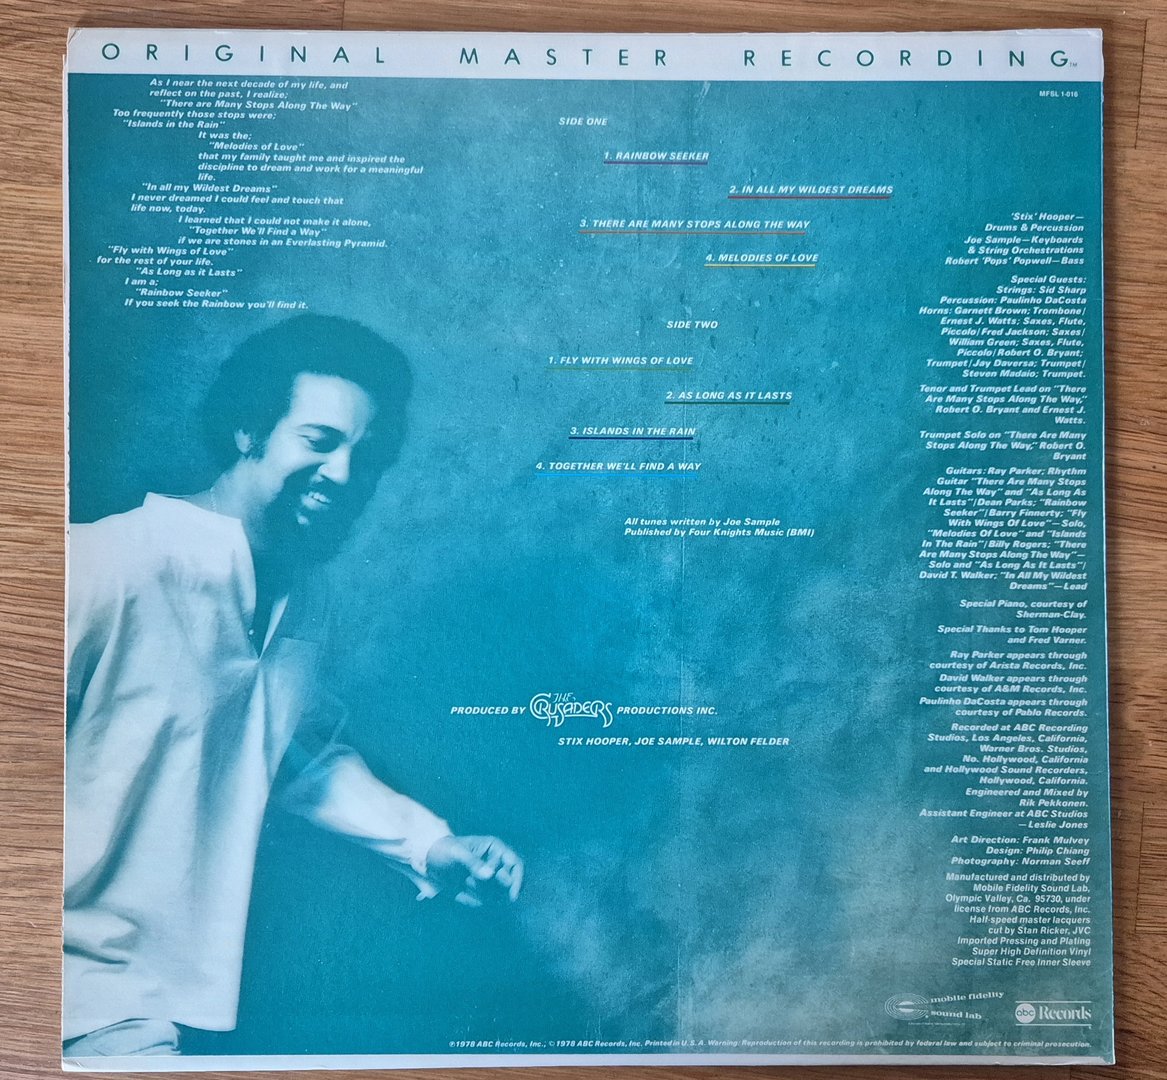 ORIGINAL MASTER RECORDING™
MFSL 1-016
As I near the next decade of my life, and
reflect on the past, I realize;
"There are Many Stops Along The Way"
Too frequently those stops were;
"Islands in the Rain"
It was the;
"Melodies of Love"
that my family taught me and inspired the
discipline to dream and work for a meaningful
life.
"In all my Wildest Dreams"
I never dreamed I could feel and touch that
life now, today.
I learned that I could not make it alone,
"Together We'll Find a Way"
if we are stones in an Everlasting Pyramid.
"Fly with Wings of Love"
for the rest of your life.
"As Long as it Lasts"
I am a;
"Rainbow Seeker"
If you seek the Rainbow you'll find it.
SIDE ONE
1. RAINBOW SEEKER
2. IN ALL MY WILDEST DREAMS
3. THERE ARE MANY STOPS ALONG THE WAY
4. MELODIES OF LOVE
SIDE TWO
1. FLY WITH WINGS OF LOVE
2. AS LONG AS IT LASTS
3. ISLANDS IN THE RAIN
4. TOGETHER WE'LL FIND A WAY
All tunes written by Joe Sample
Published by Four Knights Music (BMI)
PRODUCED BY THE CRUSADERS PRODUCTIONS INC.
STIX HOOPER, JOE SAMPLE, WILTON FELDER
'Stix' Hooper—
Drums & Percussion
Joe Sample—Keyboards
& String Orchestrations
Robert 'Pops' Popwell—Bass
Special Guests:
Strings: Sid Sharp
Percussion: Paulinho DaCosta
Horns: Garnett Brown; Trombone/
Ernest J. Watts; Saxes, Flute,
Piccolo/Fred Jackson; Saxes/
William Green; Saxes, Flute,
Piccolo/Robert O. Bryant;
Trumpet/Jay Daversa; Trumpet/
Steven Madaio; Trumpet.
Tenor and Trumpet Lead on "There
Are Many Stops Along The Way,"
Robert O. Bryant and Ernest J.
Watts.
Trumpet Solo on "There Are Many
Stops Along The Way," Robert O.
Bryant
Guitars: Ray Parker; Rhythm
Guitar "There Are Many Stops
Along The Way" and "As Long As
It Lasts"/Dean Parks; "Rainbow
Seeker"/Barry Finnerty; "Fly
With Wings Of Love"—Solo,
"Melodies Of Love" and "Islands
In The Rain"/Billy Rogers; "There
Are Many Stops Along The Way"—
Solo and "As Long As It Lasts"/
David T. Walker; "In All My Wildest
Dreams"—Lead
Special Piano, courtesy of
Sherman-Clay.
Special Thanks to Tom Hooper
and Fred Varner.
Ray Parker appears through
courtesy of Arista Records, Inc.
David Walker appears through
courtesy of A&M Records, Inc.
Paulinho DaCosta appears through
courtesy of Pablo Records.
Recorded at ABC Recording
Studios, Los Angeles, California,
Warner Bros. Studios,
No. Hollywood, California
and Hollywood Sound Recorders,
Hollywood, California.
Engineered and Mixed by
Rik Pekkonen.
Assistant Engineer at ABC Studios
—Leslie Jones
Art Direction: Frank Mulvey
Design: Philip Chiang
Photography: Norman Seeff
Manufactured and distributed by
Mobile Fidelity Sound Lab.
Olympic Valley, Ca. 95730, under
license from ABC Records, Inc.
Half-speed master lacquers
cut by Stan Ricker, JVC
Imported Pressing and Plating
Super High Definition Vinyl
Special Static Free Inner Sleeve
mobile fidelity
sound lab
abc Records
℗1978 ABC Records, Inc., ©1978 ABC Records, Inc. Printed in U.S.A. Warning: Reproduction of this recording is prohibited by federal law and subject to criminal prosecution.